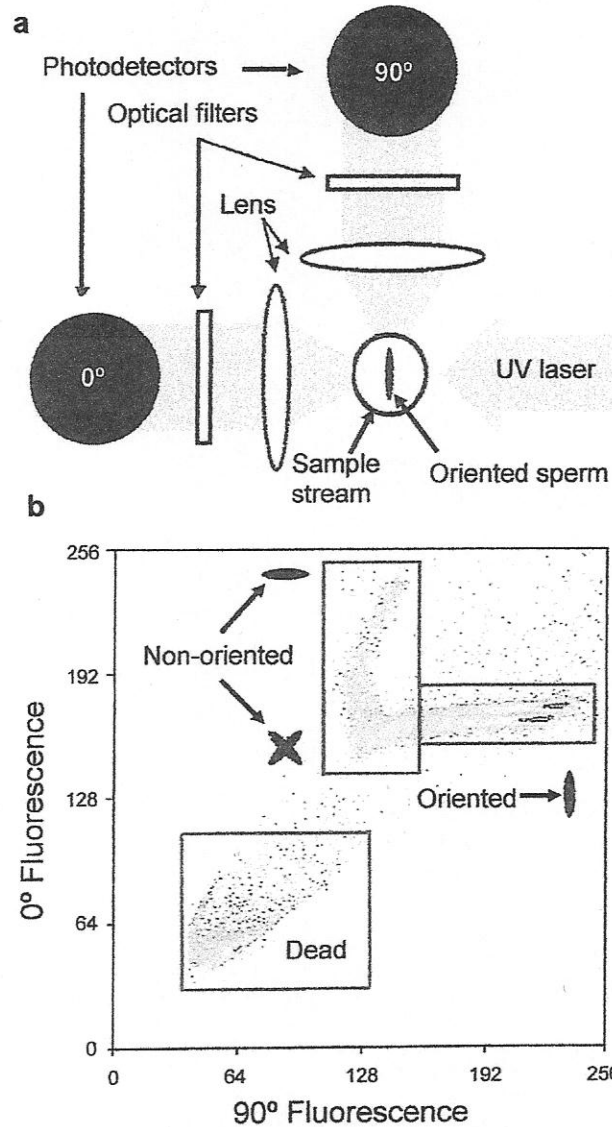 a
Photodetectors
90º
Optical filters
Lens
0º
UV laser
Sample
stream
Oriented sperm
b
256
Non-oriented
192
Oriented
128
64
Dead
0
0º Fluorescence
0
64
128
192
250
90º Fluorescence